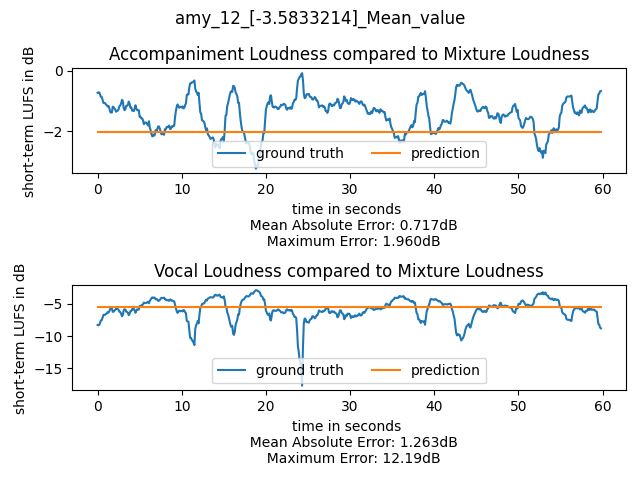 amy_12_[-3.5833214]_Mean_value
Accompaniment Loudness compared to Mixture Loudness
short-term LUFS in dB
0
−2
ground truth
prediction
0 10 20 30 40 50 60
time in seconds
Mean Absolute Error: 0.717dB
Maximum Error: 1.960dB
Vocal Loudness compared to Mixture Loudness
short-term LUFS in dB
−5
−10
−15
ground truth
prediction
0 10 20 30 40 50 60
time in seconds
Mean Absolute Error: 1.263dB
Maximum Error: 12.19dB